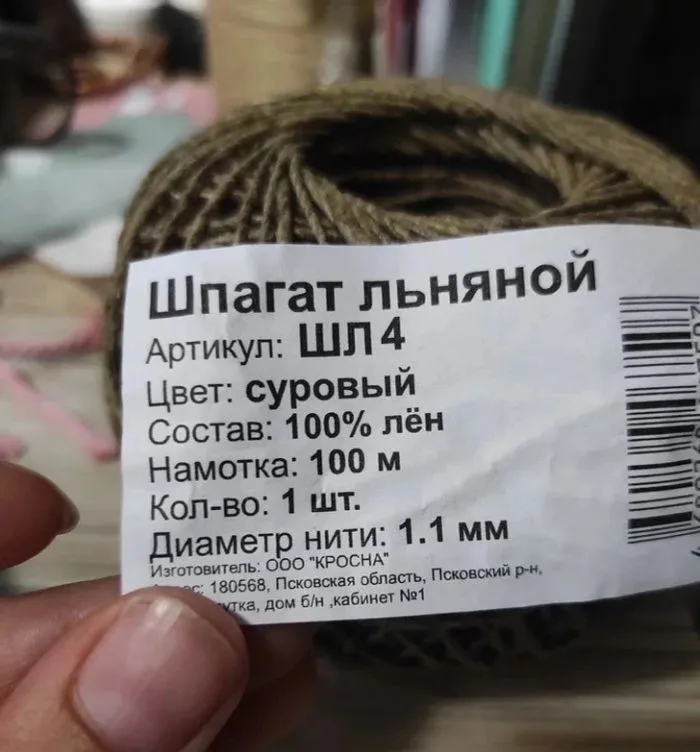 Шпагат льняной
Артикул: ШЛ4
Цвет: суровый
Состав: 100% лён
Намотка: 100 м
Кол-во: 1 шт.
Диаметр нити: 1.1 мм
Изготовитель: ООО "КРОСНА"
180568, Псковская область, Псковский р-н,
дом б/н ,кабинет №1